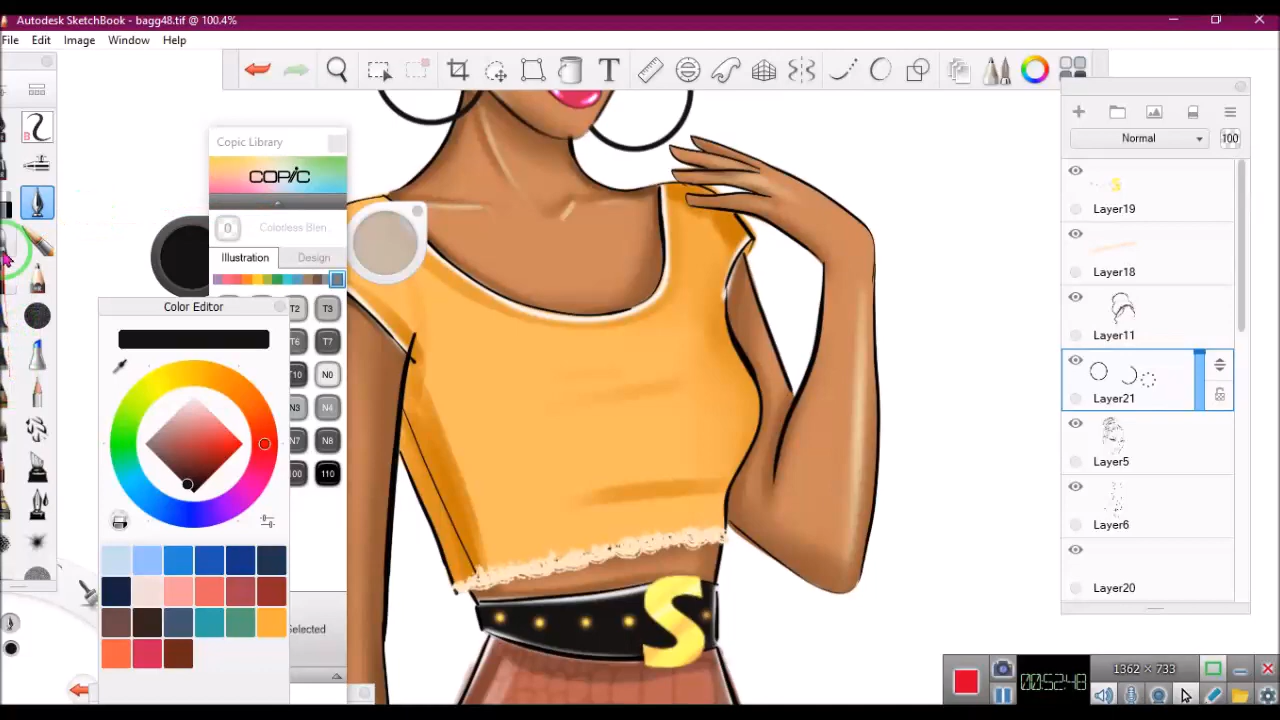 Autodesk SketchBook - bagg48.tif @ 100.4%
File Edit Image Window Help
T
Normal 100
Copic Library
COPIC
0 Colorless Blen
Illustration Design
Layer19
Layer18
Layer11
Layer21
Layer5
Layer6
Layer20
Color Editor
T2 T3
T6 T7
T10 N0
N3 N4
N7 N8
100 110
Selected
S
1362 × 733
00:52:48